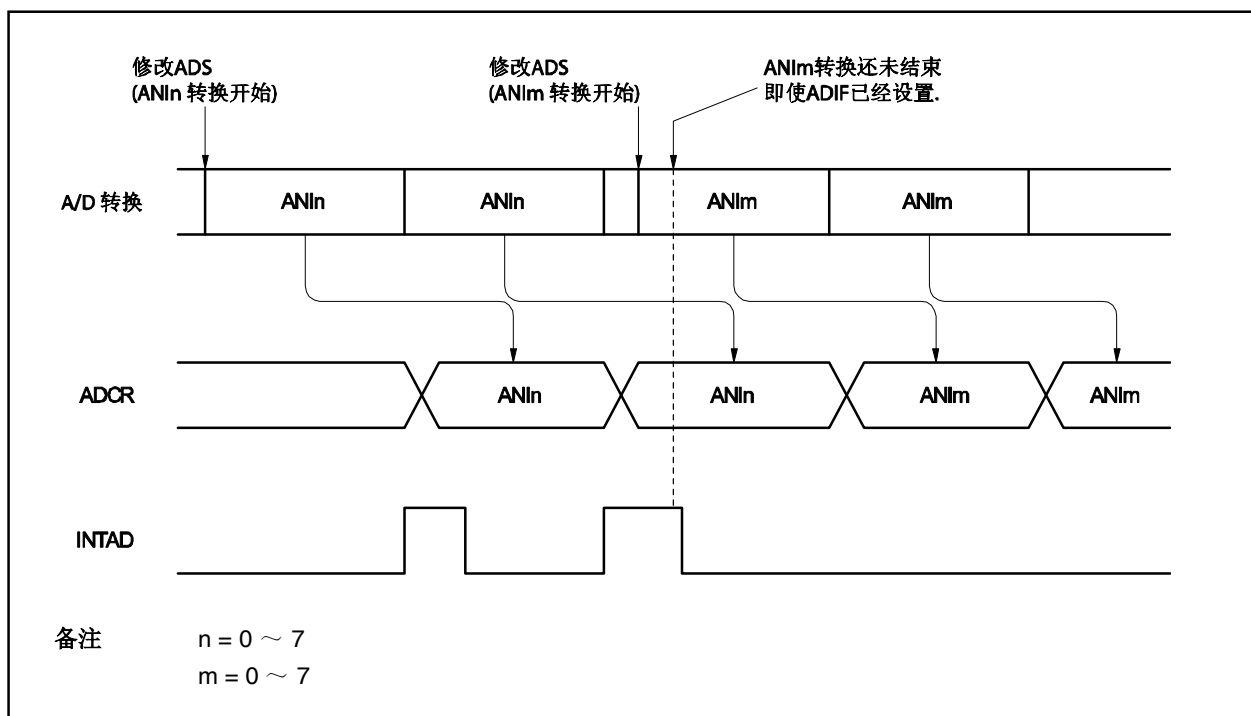 修改ADS
(ANIn 转换开始)
修改ADS
(ANIm 转换开始)
ANIm转换还未结束
即使ADIF已经设置.
A/D 转换
ANIn
ANIn
ANIm
ANIm
ADCR
ANIn
ANIn
ANIm
ANIm
INTAD
备注
n = 0 ～ 7
m = 0 ～ 7